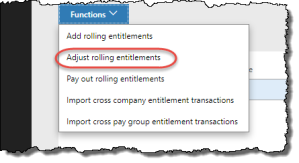 Functions
Add rolling entitlements
Adjust rolling entitlements
Pay out rolling entitlements
Import cross company entitlement transactions
Import cross pay group entitlement transactions